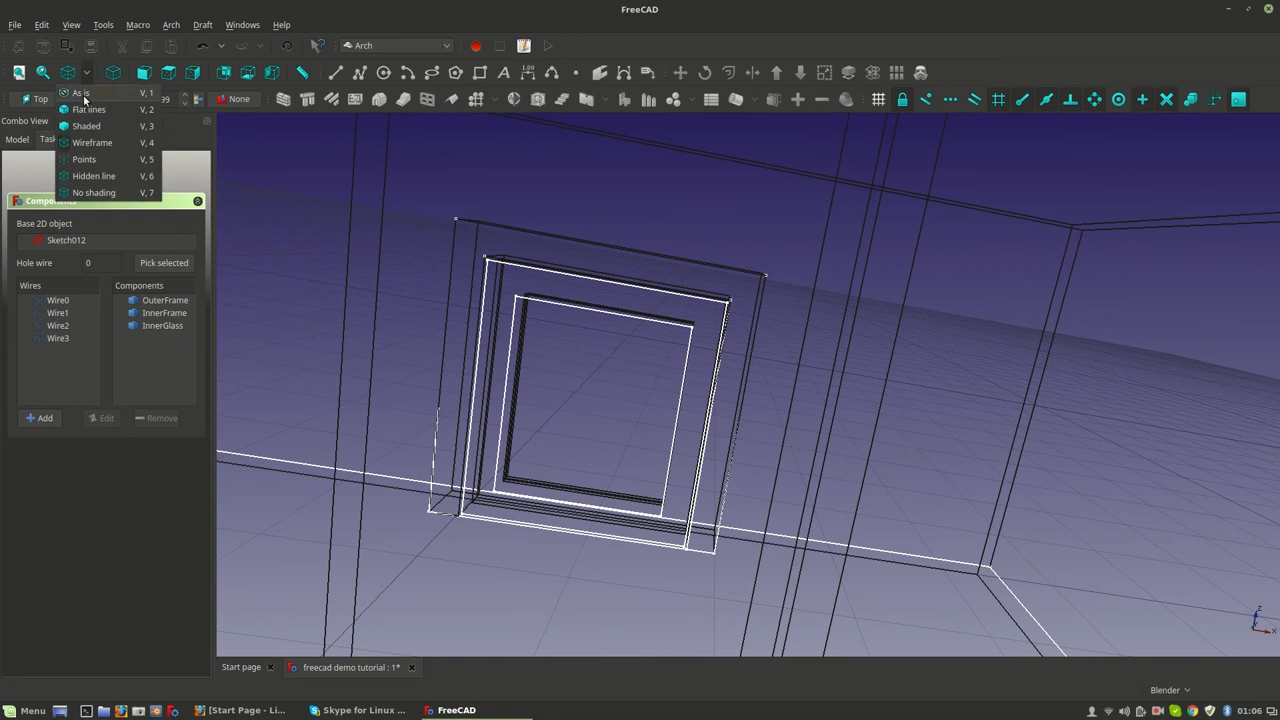 FreeCAD
File Edit View Tools Macro Arch Draft Windows Help
Arch
As is V, 1
Top 99 None
Flat lines V, 2
Combo View
Shaded V, 3
Model Task
Wireframe V, 4
Points V, 5
Hidden line V, 6
No shading V, 7
Components
Base 2D object
Sketch012
Hole wire 0 Pick selected
Wires Components
Wire0 OuterFrame
Wire1 InnerFrame
Wire2 InnerGlass
Wire3
Add Edit Remove
z
x
Start page freecad demo tutorial : 1*
Blender
Menu [Start Page - Li... Skype for Linux ... FreeCAD 01:06